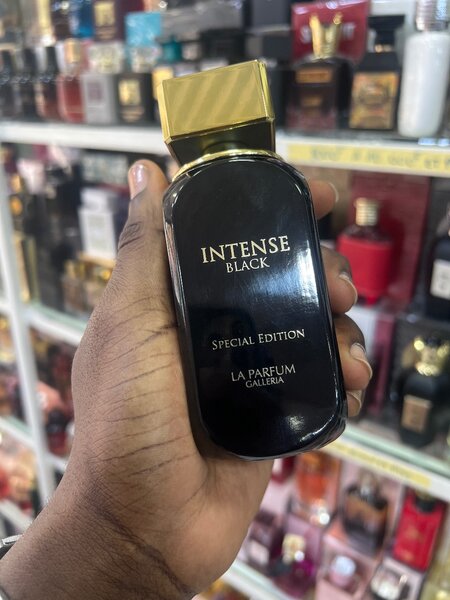 INTENSE
BLACK
SPECIAL EDITION
LA PARFUM
GALLERIA